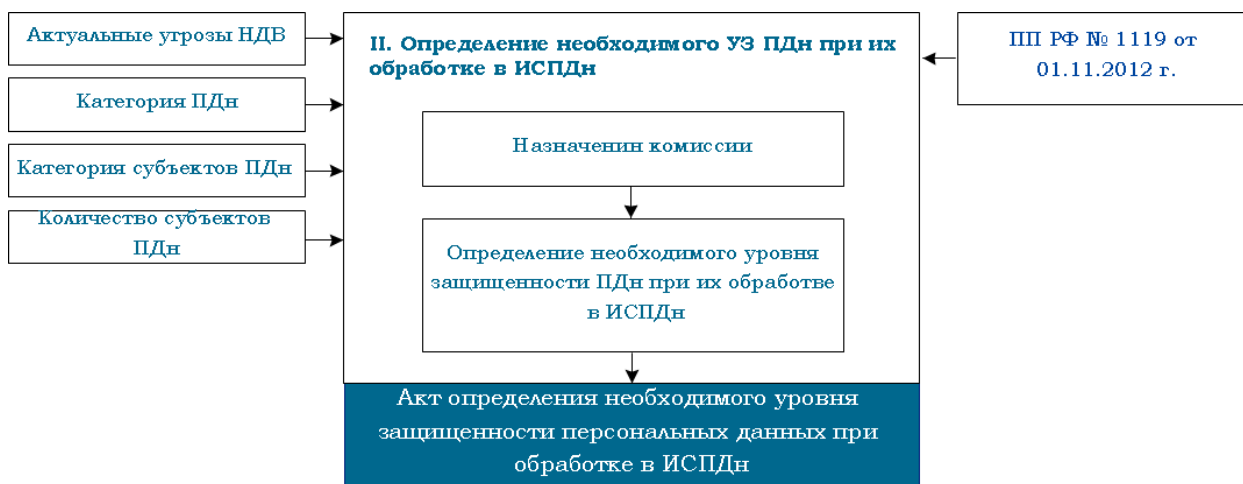 Актуальные угрозы НДВ
Категория ПДн
Категория субъектов ПДн
Количество субъектов
ПДн
II. Определение необходимого УЗ ПДн при их
обработке в ИСПДн
Назначенин комиссии
Определение необходимого уровня
защищенности ПДн при их обработве
в ИСПДн
Акт определения необходимого уровня
защищенности персональных данных при
обработке в ИСПДн
ПП РФ № 1119 от
01.11.2012 г.